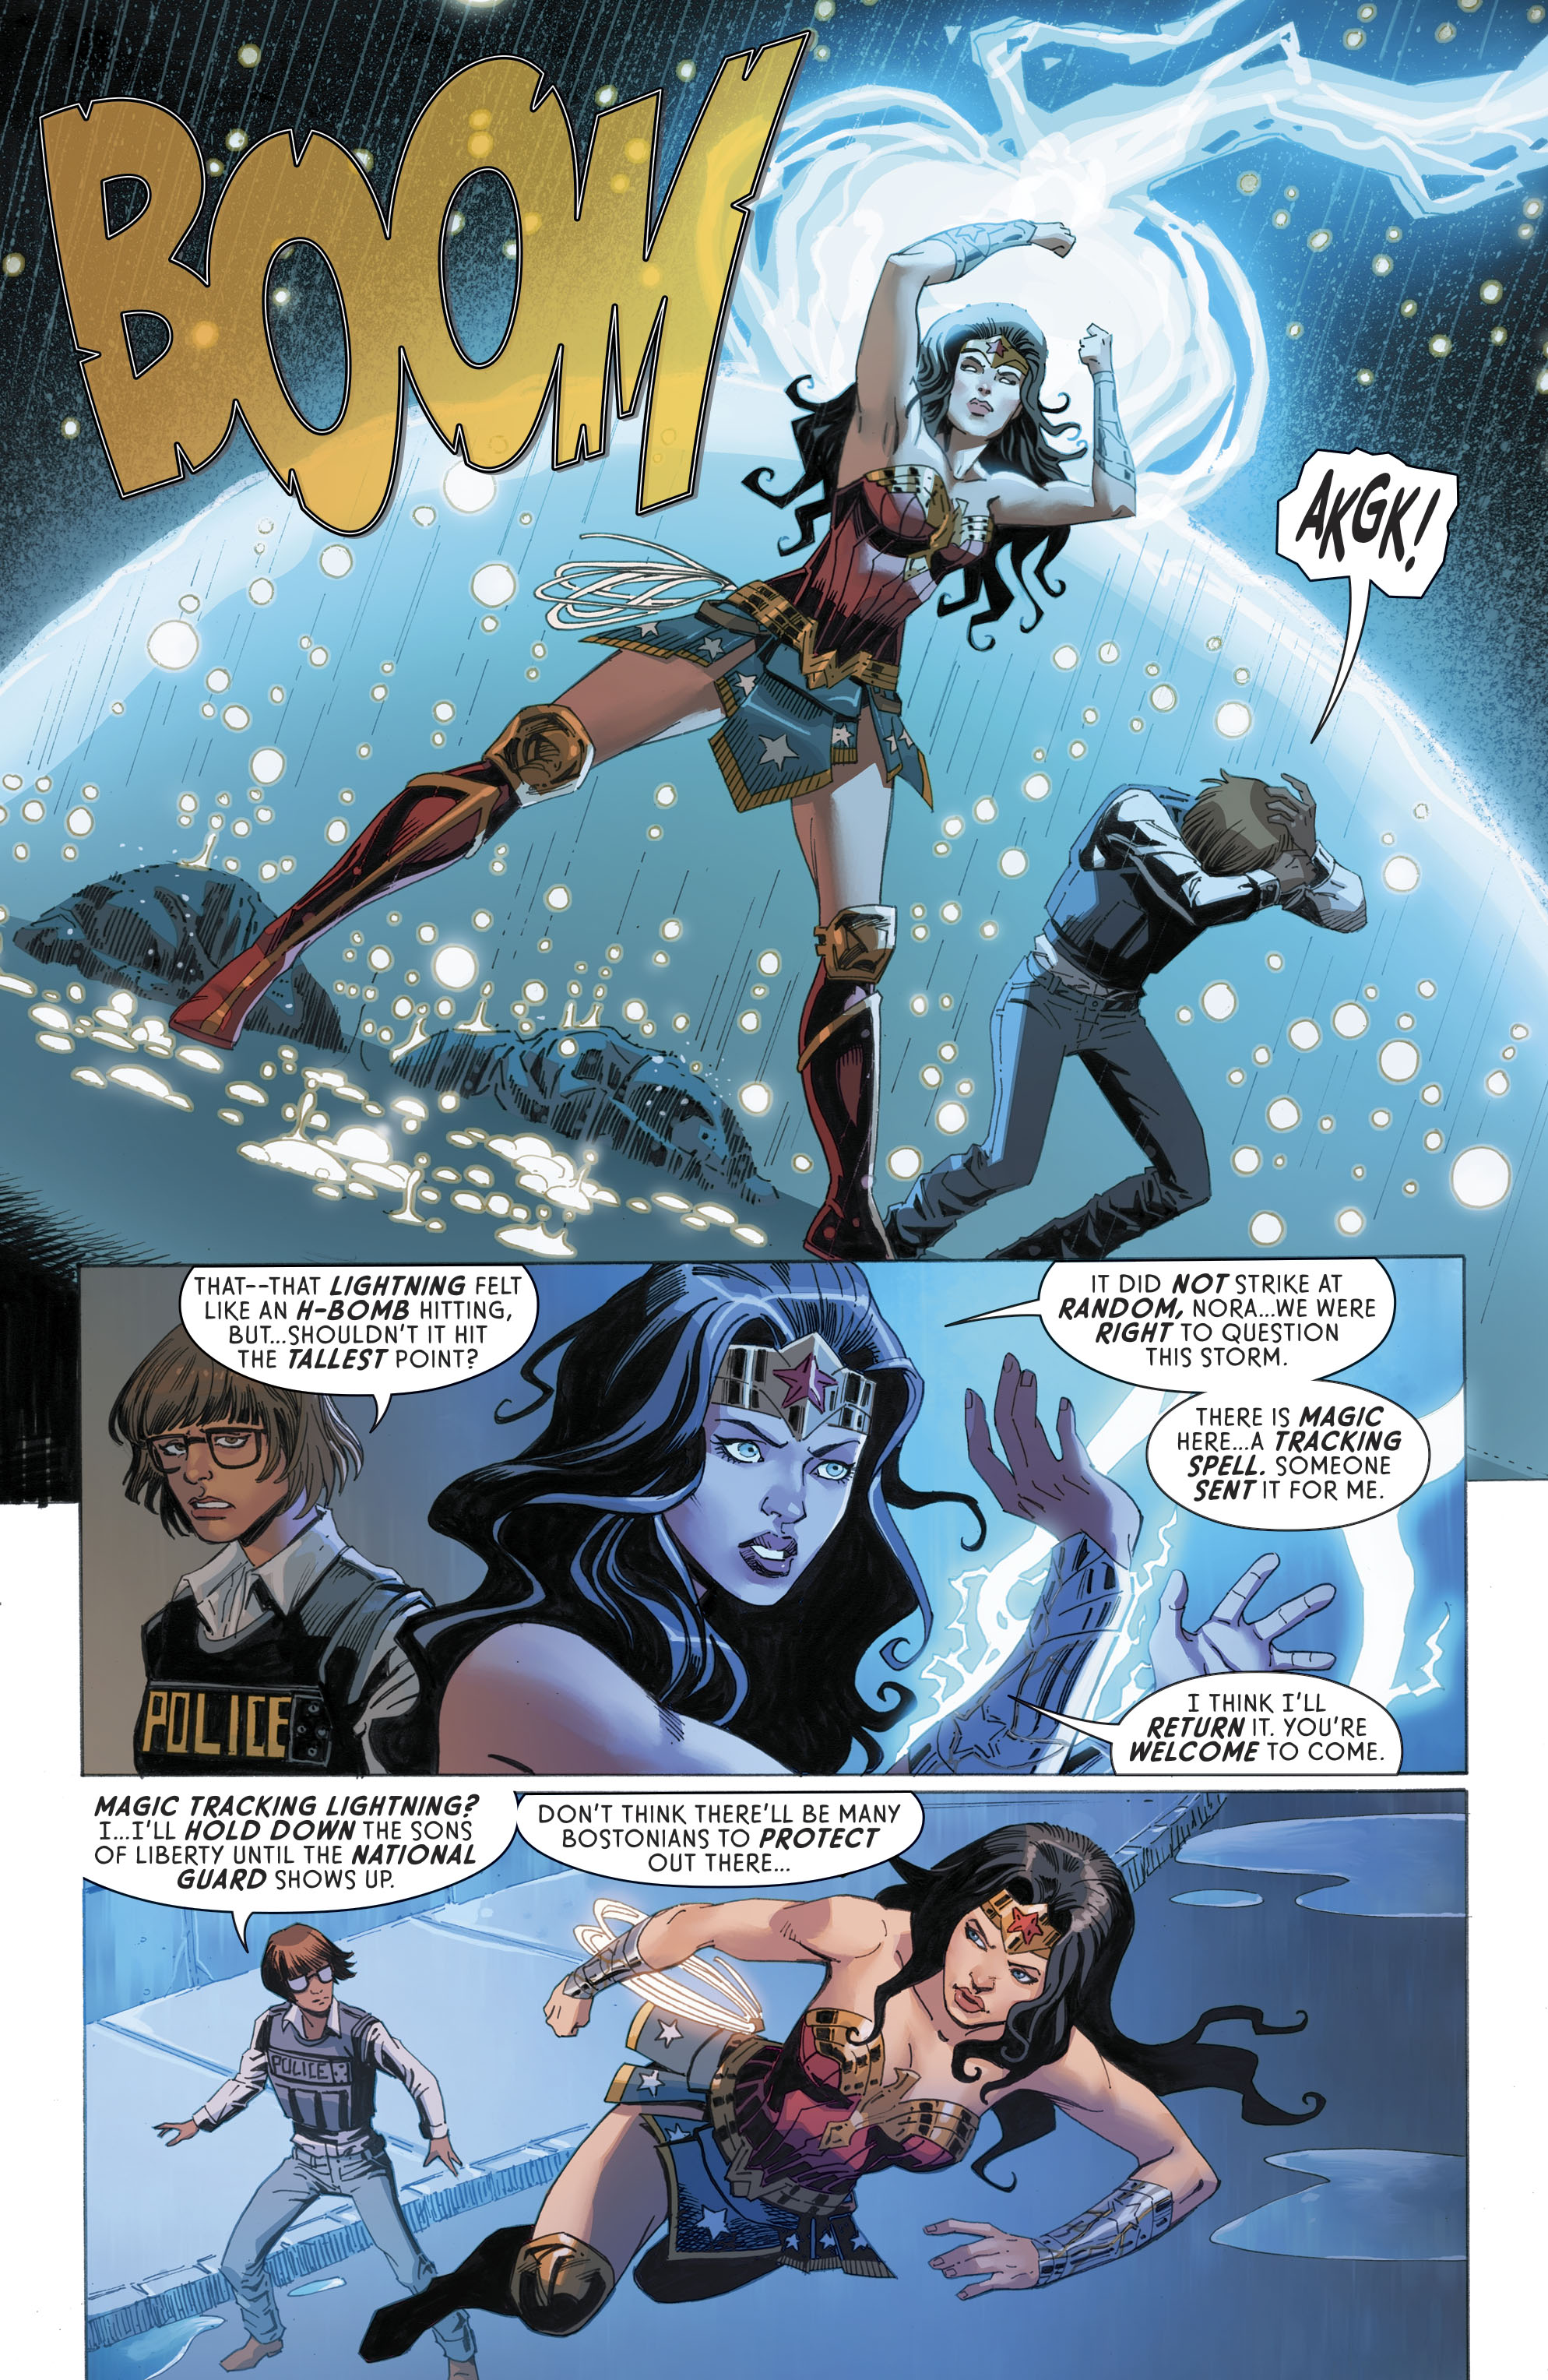 BOOM
AKGK!
THAT--THAT LIGHTNING FELT
LIKE AN H-BOMB HITTING,
BUT...SHOULDN'T IT HIT
THE TALLEST POINT?
IT DID NOT STRIKE AT
RANDOM, NORA...WE WERE
RIGHT TO QUESTION
THIS STORM.
THERE IS MAGIC
HERE...A TRACKING
SPELL. SOMEONE
SENT IT FOR ME.
POLICE
I THINK I'LL
RETURN IT. YOU'RE
WELCOME TO COME.
MAGIC TRACKING LIGHTNING?
I...I'LL HOLD DOWN THE SONS
OF LIBERTY UNTIL THE NATIONAL
GUARD SHOWS UP.
DON'T THINK THERE'LL BE MANY
BOSTONIANS TO PROTECT
OUT THERE...
POLICE